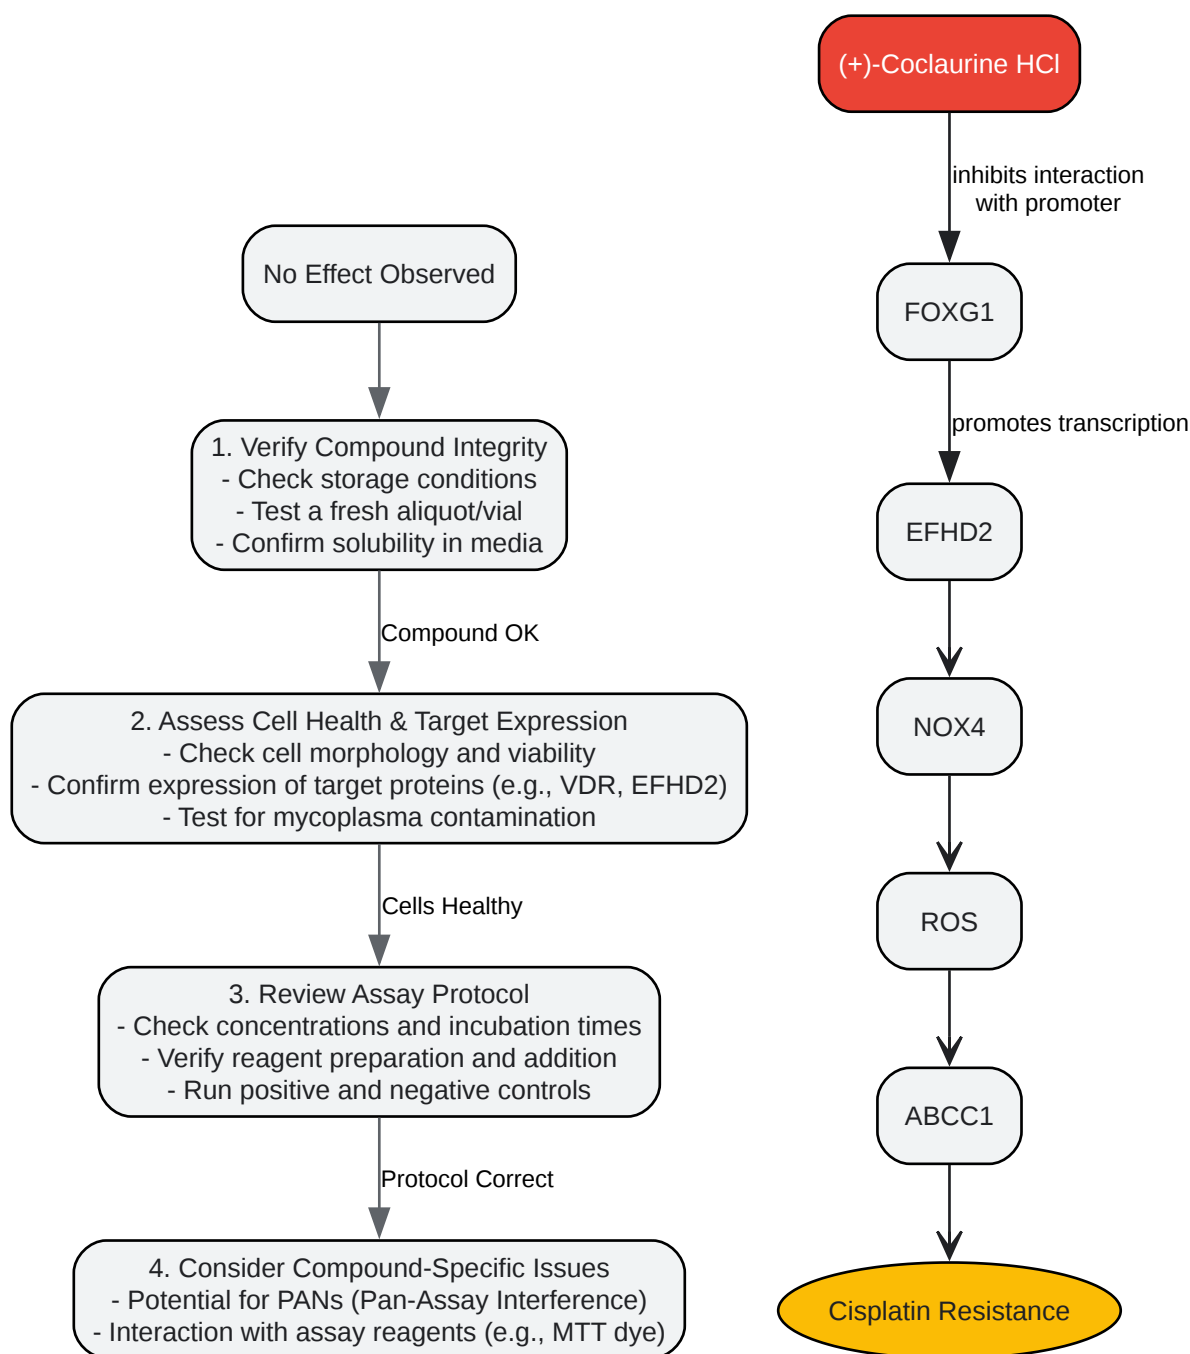 No Effect Observed
1. Verify Compound Integrity
- Check storage conditions
- Test a fresh aliquot/vial
- Confirm solubility in media
Compound OK
2. Assess Cell Health & Target Expression
- Check cell morphology and viability
- Confirm expression of target proteins (e.g., VDR, EFHD2)
- Test for mycoplasma contamination
Cells Healthy
3. Review Assay Protocol
- Check concentrations and incubation times
- Verify reagent preparation and addition
- Run positive and negative controls
Protocol Correct
4. Consider Compound-Specific Issues
- Potential for PANs (Pan-Assay Interference)
- Interaction with assay reagents (e.g., MTT dye)
(+)-Coclaurine HCl
inhibits interaction
with promoter
FOXG1
promotes transcription
EFHD2
NOX4
ROS
ABCC1
Cisplatin Resistance